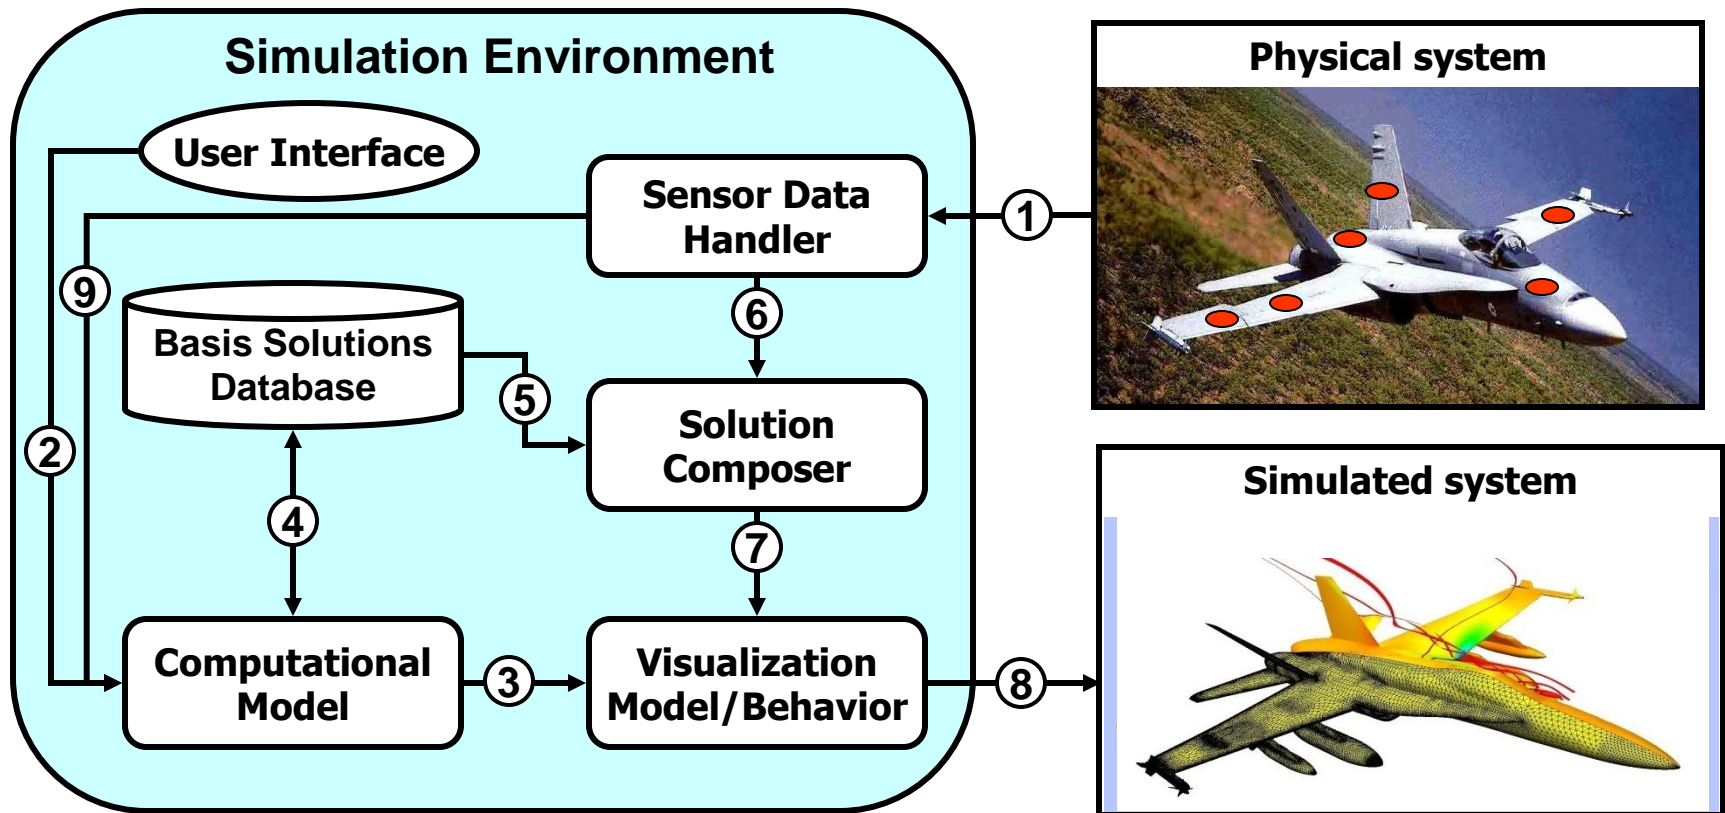 Simulation Environment
Physical system
User Interface
Sensor Data
Handler
1
9
6
Basis Solutions
Database
5
2
Solution
Composer
Simulated system
4
7
Computational
Model
3
Visualization
Model/Behavior
8